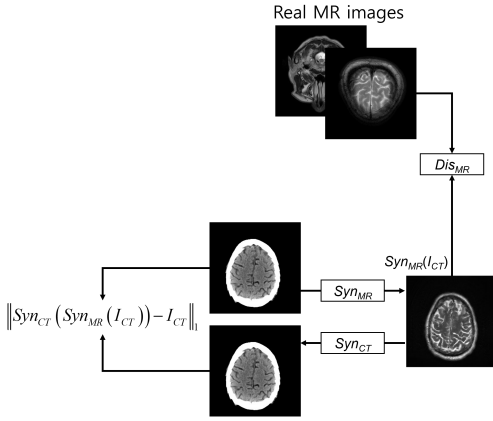 Real MR images
Dis_MR
Syn_MR(I_CT)
Syn_MR
‖Syn_CT(Syn_MR(I_CT))−I_CT‖_1
Syn_CT